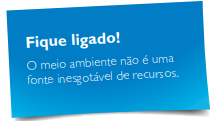 Fique ligado!
O meio ambiente não é uma
fonte inesgotável de recursos.